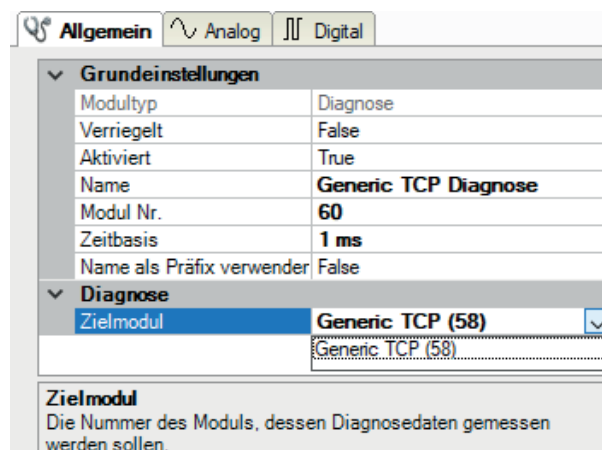 Allgemein Analog Digital
Grundeinstellungen
Modultyp Diagnose
Verriegelt False
Aktiviert True
Name Generic TCP Diagnose
Modul Nr. 60
Zeitbasis 1 ms
Name als Präfix verwender False
Diagnose
Zielmodul Generic TCP (58)
Generic TCP (58)
Zielmodul
Die Nummer des Moduls, dessen Diagnosedaten gemessen
werden sollen.